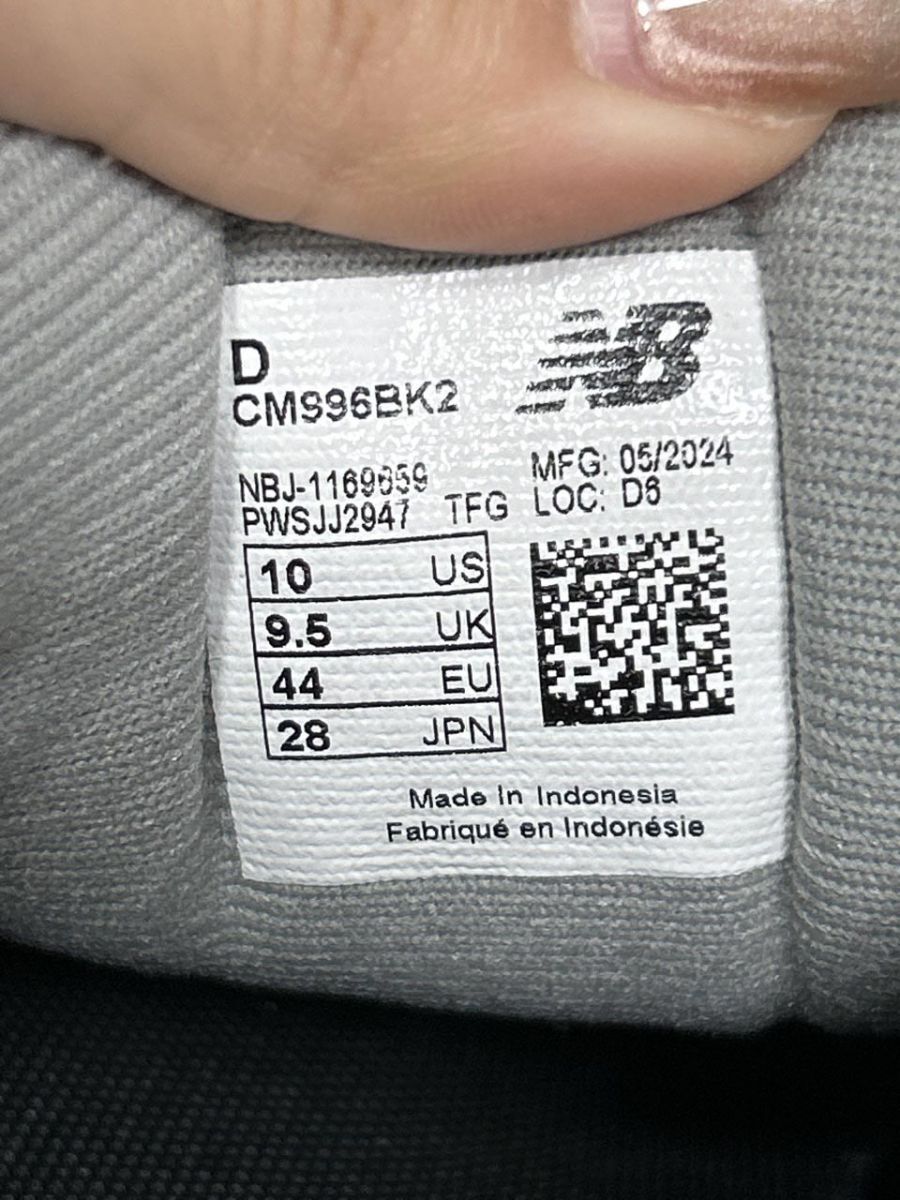 D
NB
CM996BK2
NBJ-1169659
PWSJJ2947 TFG
MFG: 05/2024
LOC: D6
10 US
9.5 UK
44 EU
28 JPN
Made in Indonesia
Fabriqué en Indonésie